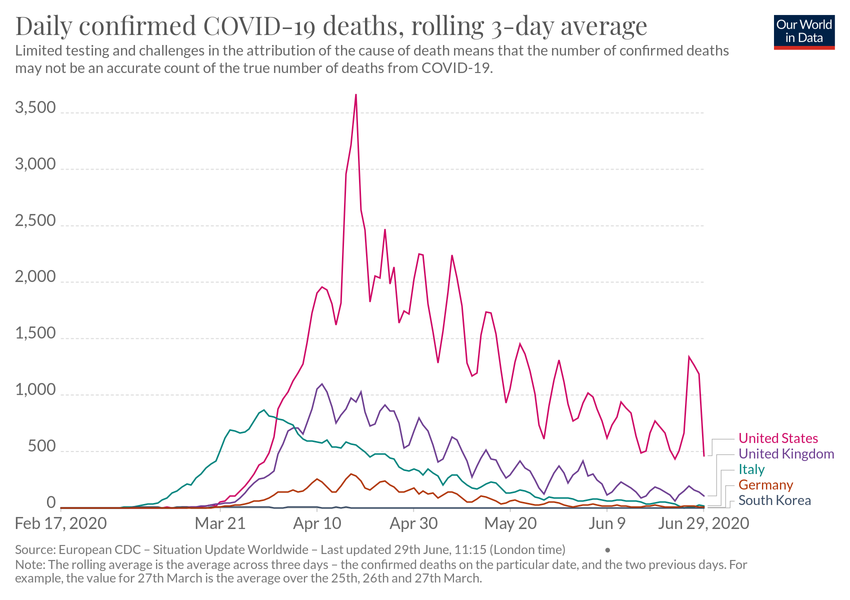 Daily confirmed COVID-19 deaths, rolling 3-day average
Our World
in Data
Limited testing and challenges in the attribution of the cause of death means that the number of confirmed deaths
may not be an accurate count of the true number of deaths from COVID-19.
3,500
3,000
2,500
2,000
1,500
1,000
500
0
United States
United Kingdom
Italy
Germany
South Korea
Feb 17, 2020 Mar 21 Apr 10 Apr 30 May 20 Jun 9 Jun 29, 2020
Source: European CDC – Situation Update Worldwide – Last updated 29th June, 11:15 (London time) •
Note: The rolling average is the average across three days – the confirmed deaths on the particular date, and the two previous days. For
example, the value for 27th March is the average over the 25th, 26th and 27th March.